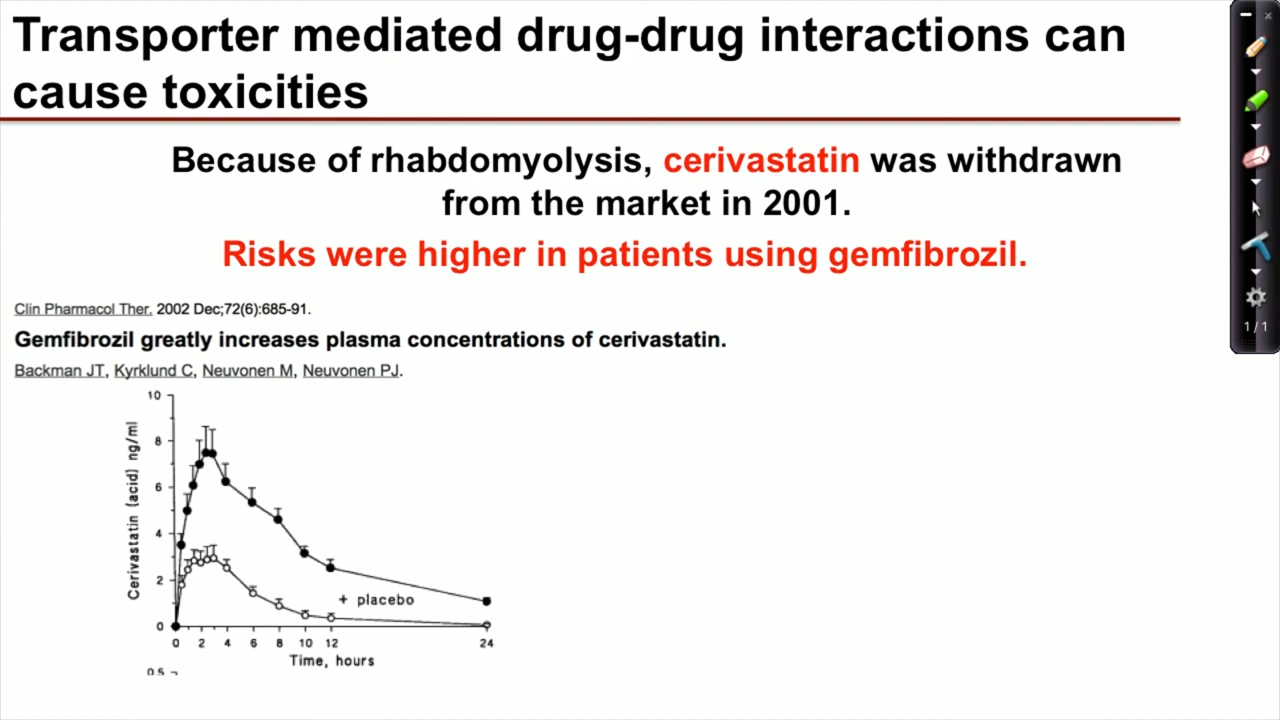 Transporter mediated drug-drug interactions can
cause toxicities
Because of rhabdomyolysis, cerivastatin was withdrawn
from the market in 2001.
Risks were higher in patients using gemfibrozil.
Clin Pharmacol Ther. 2002 Dec;72(6):685-91.
Gemfibrozil greatly increases plasma concentrations of cerivastatin.
Backman JT, Kyrklund C, Neuvonen M, Neuvonen PJ.
10
8
6
4
2
0
Cerivastatin (acid) ng/ml
+ placebo
0 2 4 6 8 10 12 24
Time, hours
0.5
1 / 1